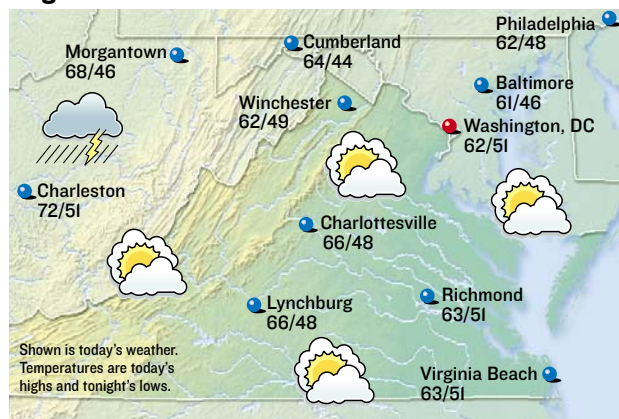 Morgantown
68/46
Cumberland
64/44
Philadelphia
62/48
Baltimore
61/46
Winchester
62/49
Washington, DC
62/51
Charleston
72/51
Charlottesville
66/48
Lynchburg
66/48
Richmond
63/51
Virginia Beach
63/51
Shown is today's weather.
Temperatures are today's
highs and tonight's lows.